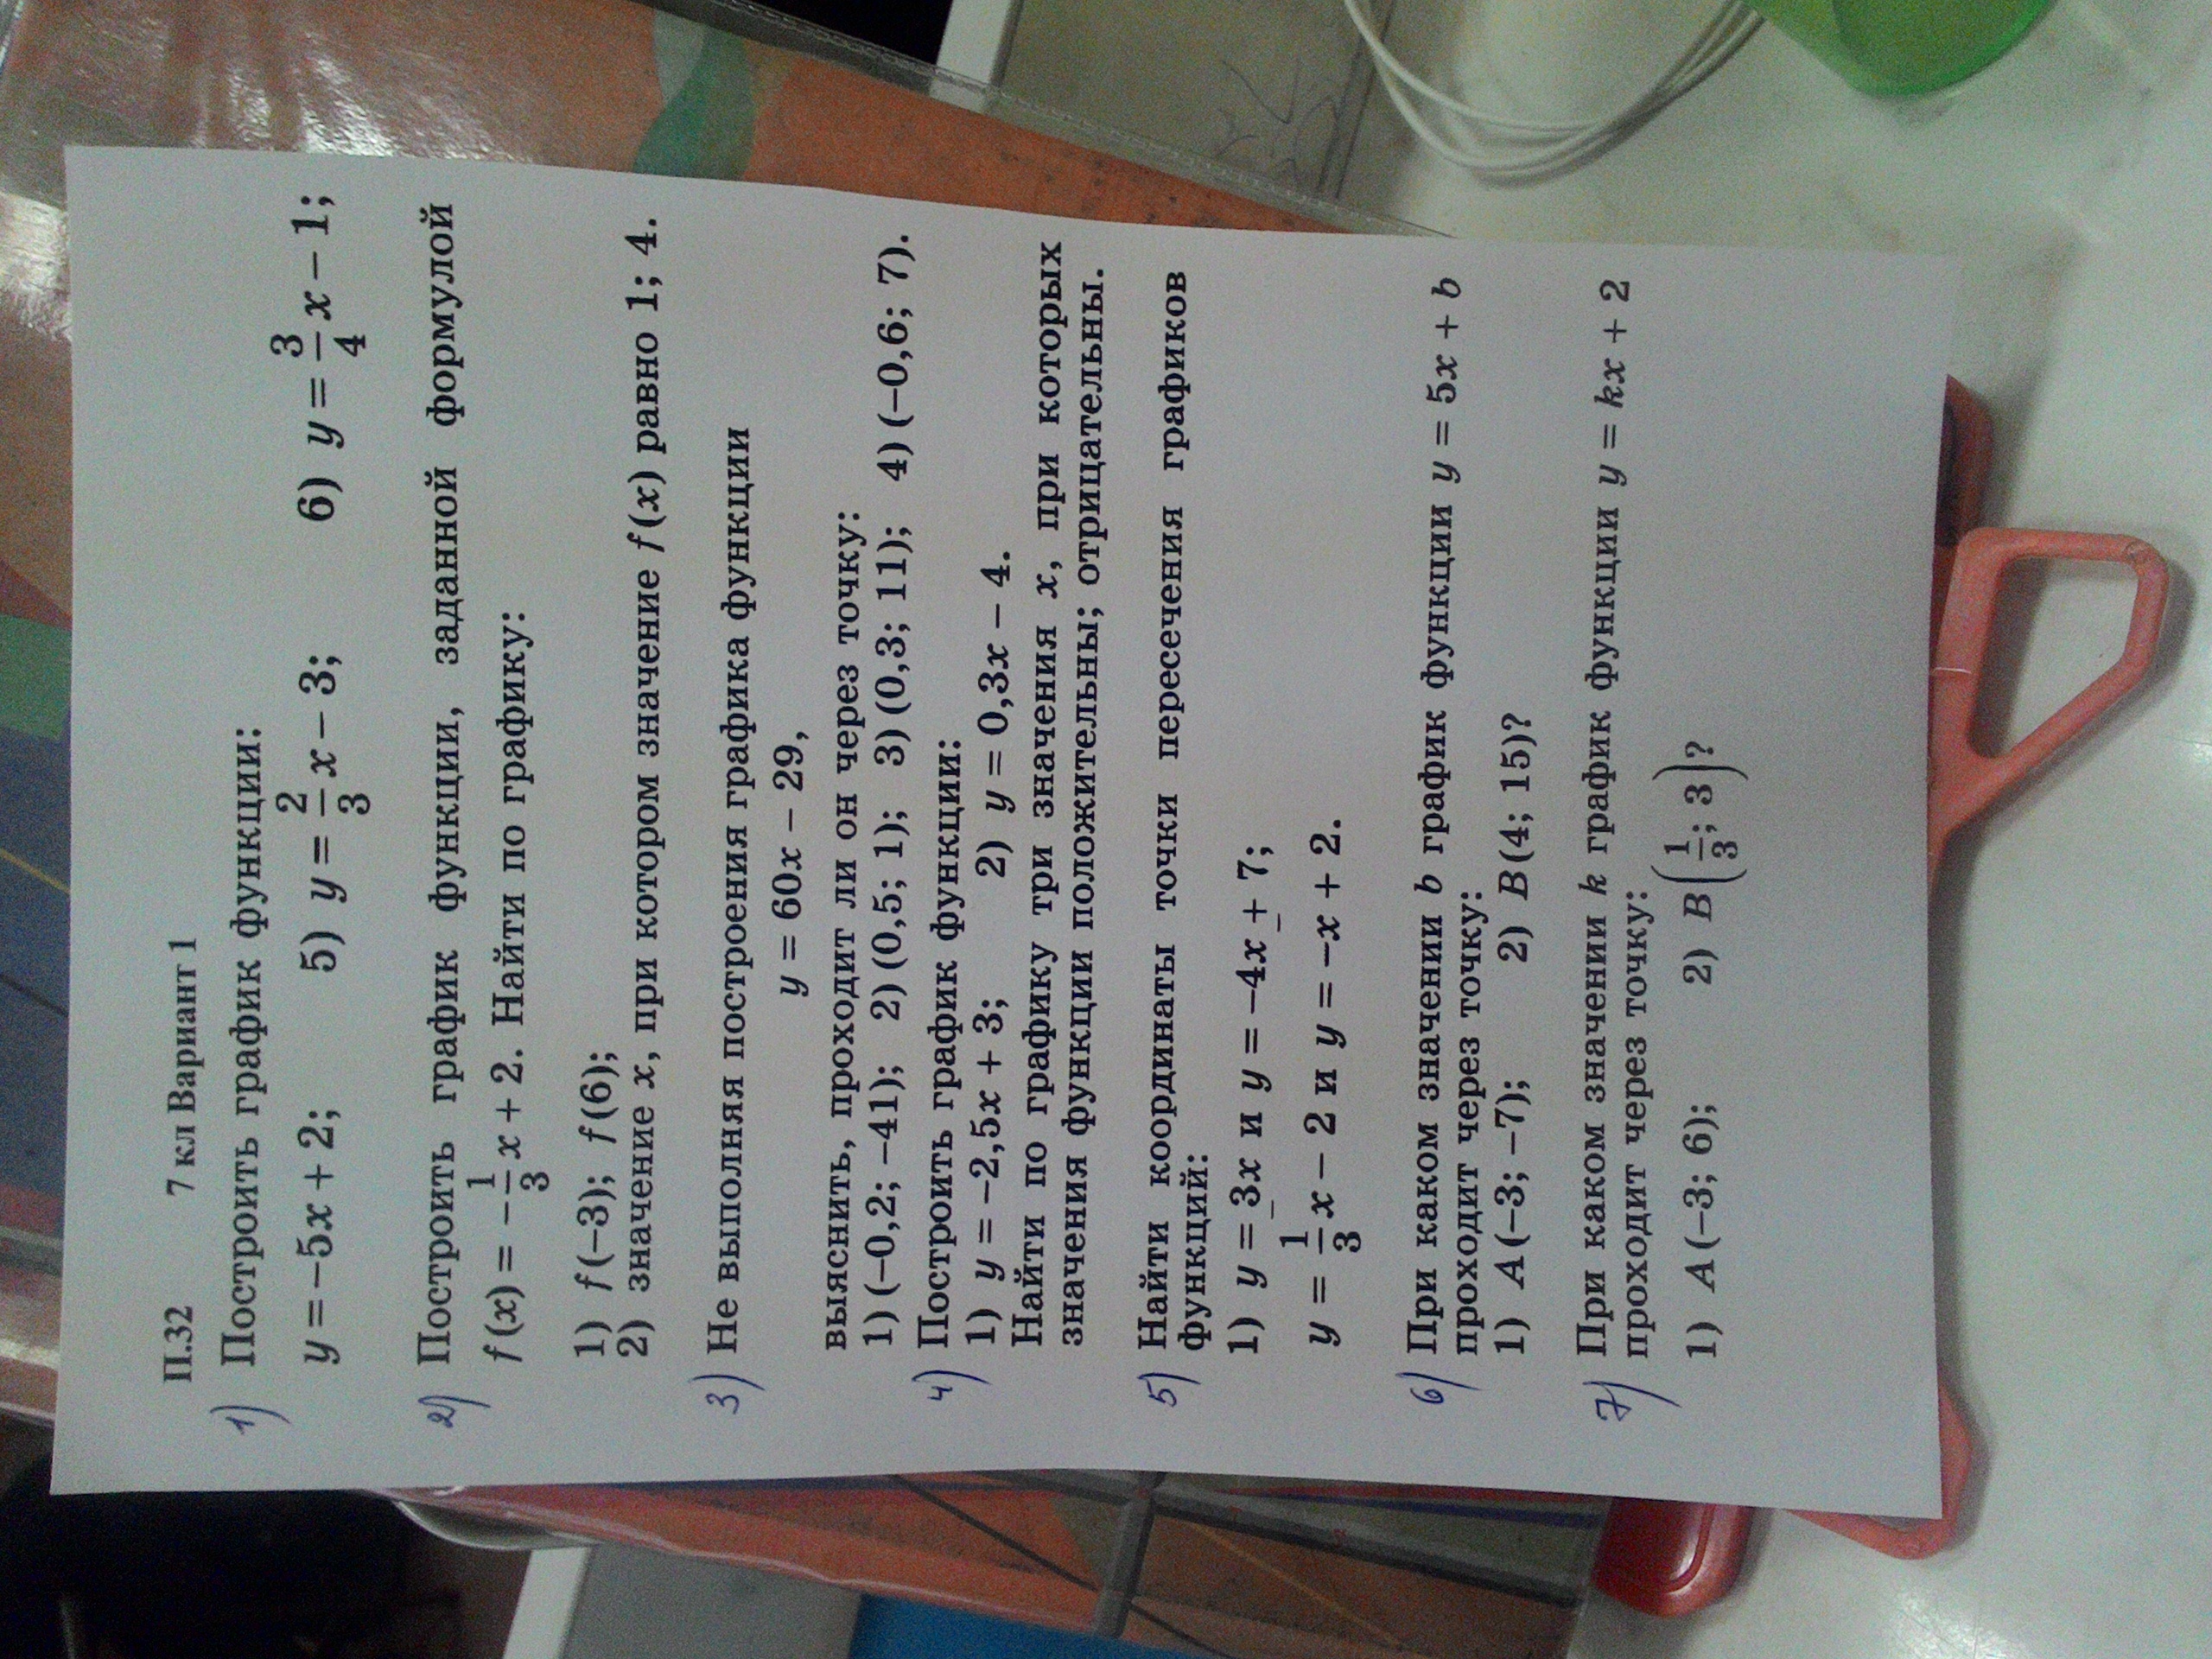 П.32 7 кл Вариант 1
1) Построить график функции:
y = −5x + 2; 5) y = 2/3 x − 3; 6) y = 3/4 x − 1;
2) Построить график функции, заданной формулой
f(x) = −1/3 x + 2. Найти по графику:
1) f(−3); f(6);
2) значение x, при котором значение f(x) равно 1; 4.
3) Не выполняя построения графика функции
y = 60x − 29,
выяснить, проходит ли он через точку:
1) (−0,2; −41); 2) (0,5; 1); 3) (0,3; 11); 4) (−0,6; 7).
4) Построить график функции:
1) y = −2,5x + 3; 2) y = 0,3x − 4.
Найти по графику три значения x, при которых
значения функции положительны; отрицательны.
5) Найти координаты точки пересечения графиков
функций:
1) y = 3x и y = −4x + 7;
y = 1/3 x − 2 и y = −x + 2.
6) При каком значении b график функции y = 5x + b
проходит через точку:
1) A(−3; −7); 2) B(4; 15)?
7) При каком значении k график функции y = kx + 2
проходит через точку:
1) A(−3; 6); 2) B(1/3; 3)?